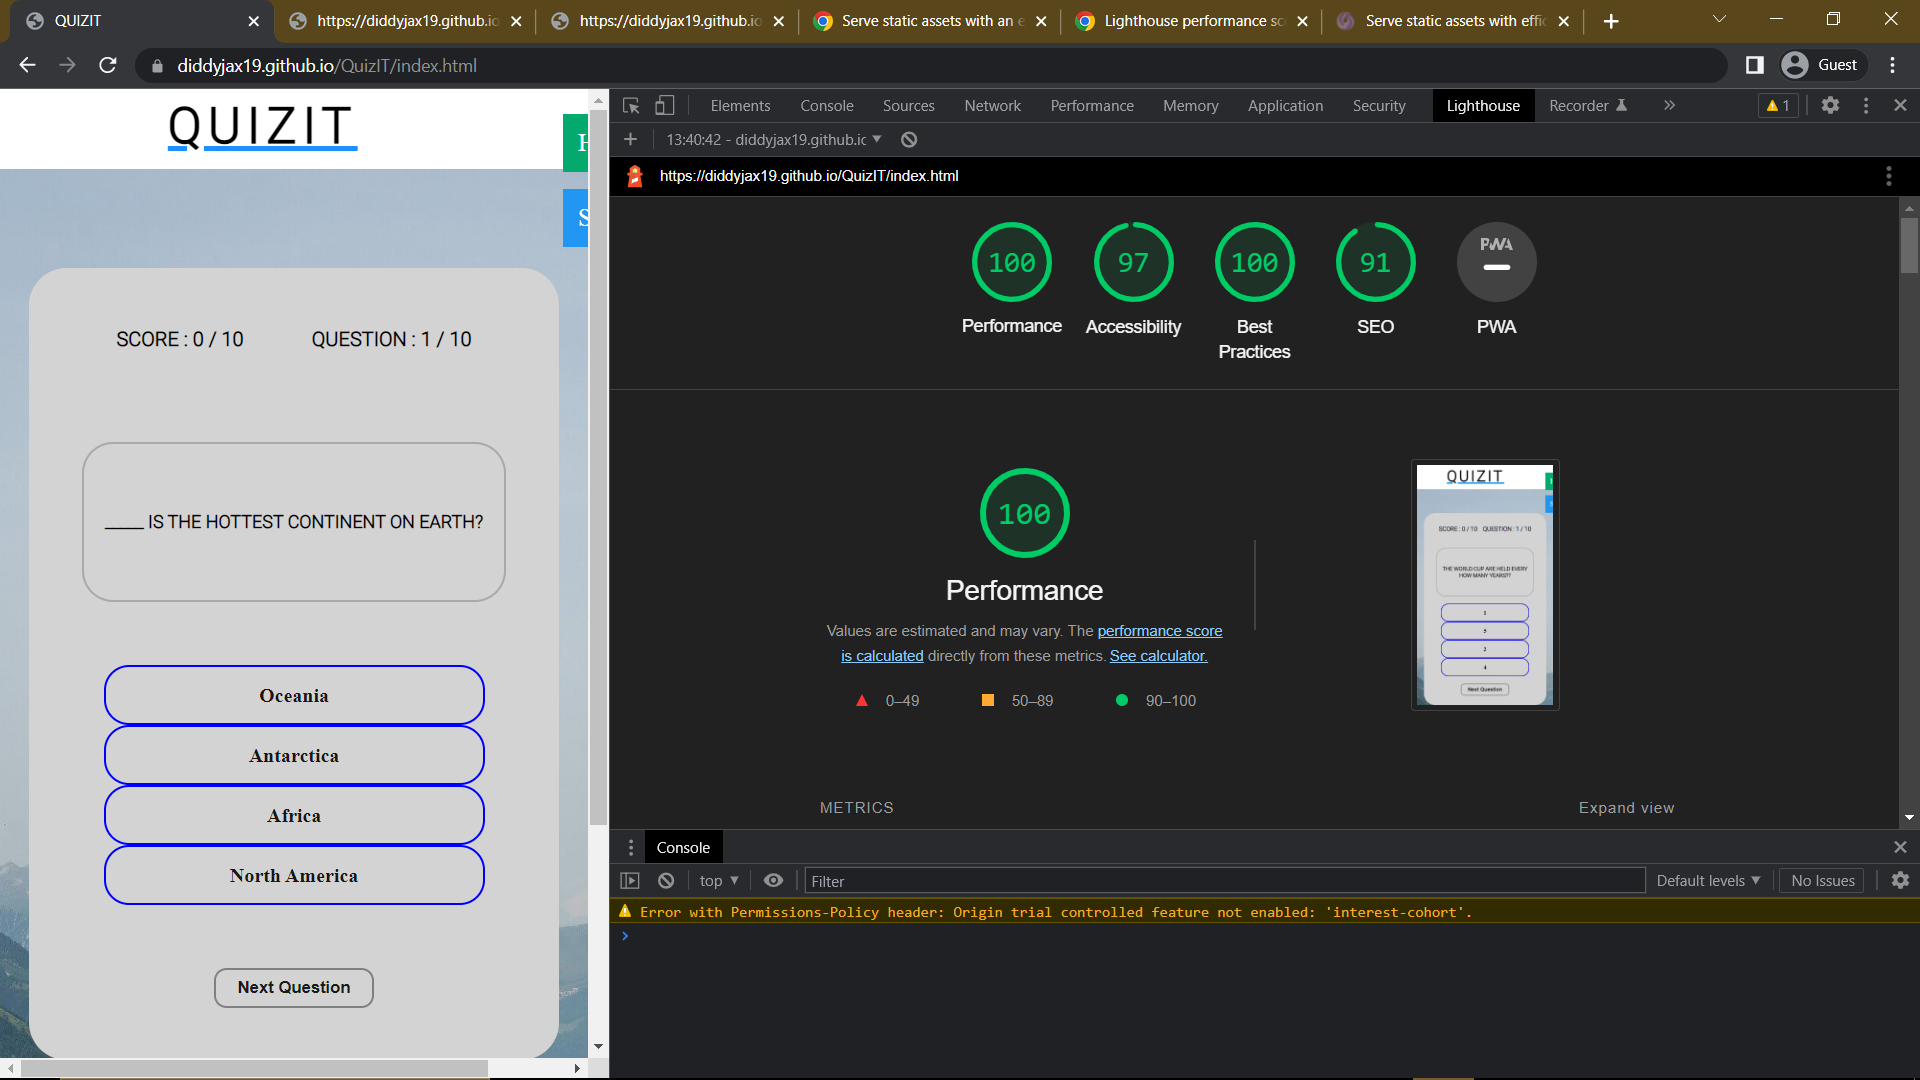 QUIZIT
https://diddyjax19.github.io
https://diddyjax19.github.io
Serve static assets with an e
Lighthouse performance sc
Serve static assets with effic
diddyjax19.github.io/QuizIT/index.html
Guest
QUIZIT
H
S
SCORE : 0 / 10
QUESTION : 1 / 10
_____ IS THE HOTTEST CONTINENT ON EARTH?
Oceania
Antarctica
Africa
North America
Next Question
Elements
Console
Sources
Network
Performance
Memory
Application
Security
Lighthouse
Recorder
1
13:40:42 - diddyjax19.github.ic
https://diddyjax19.github.io/QuizIT/index.html
100
97
100
91
PWA
Performance
Accessibility
Best
Practices
SEO
PWA
100
Performance
Values are estimated and may vary. The performance score
is calculated directly from these metrics. See calculator.
0–49
50–89
90–100
QUIZIT
SCORE : 0 / 10
QUESTION : 1 / 10
THE WORLD CUP ARE HELD EVERY
HOW MANY YEARS??
Next Question
METRICS
Expand view
Console
top
Filter
Default levels
No Issues
Error with Permissions-Policy header: Origin trial controlled feature not enabled: 'interest-cohort'.